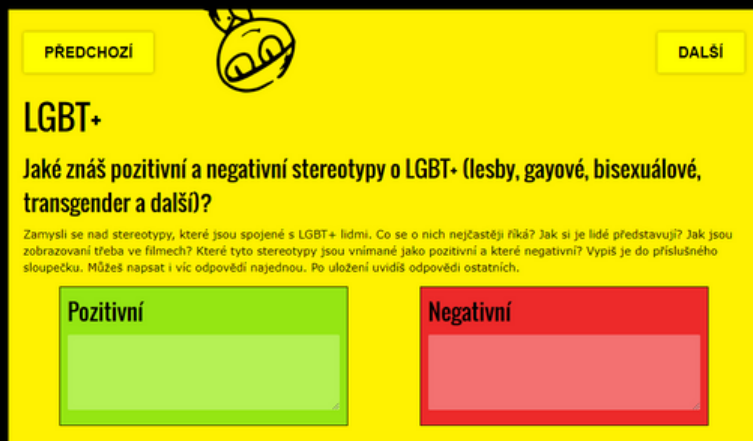 PŘEDCHOZÍ
DALŠÍ
LGBT+
Jaké znáš pozitivní a negativní stereotypy o LGBT+ (lesby, gayové, bisexuálové,
transgender a další)?
Zamysli se nad stereotypy, které jsou spojené s LGBT+ lidmi. Co se o nich nejčastěji říká? Jak si je lidé představují? Jak jsou
zobrazovaní třeba ve filmech? Které tyto stereotypy jsou vnímané jako pozitivní a které negativní? Vypiš je do příslušného
sloupečku. Můžeš napsat i víc odpovědí najednou. Po uložení uvidíš odpovědi ostatních.
Pozitivní
Negativní